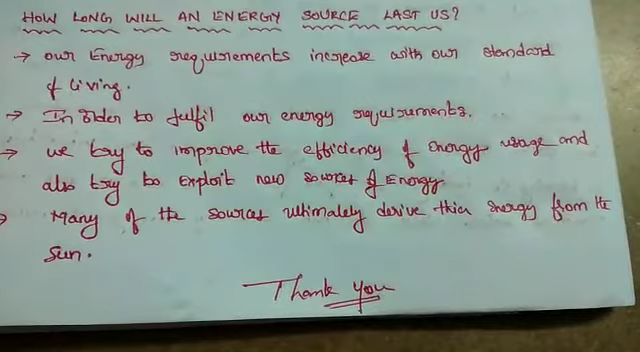 HOW LONG WILL AN ENERGY SOURCE LAST US?
→ our Energy requirements increase with our standard
of living.
→ In order to fulfil our energy requirements.
→ we try to improve the efficiency of energy usage and
also try to exploit new sources of Energy
→ Many of the sources ultimately derive their energy from the
Sun.
Thank you